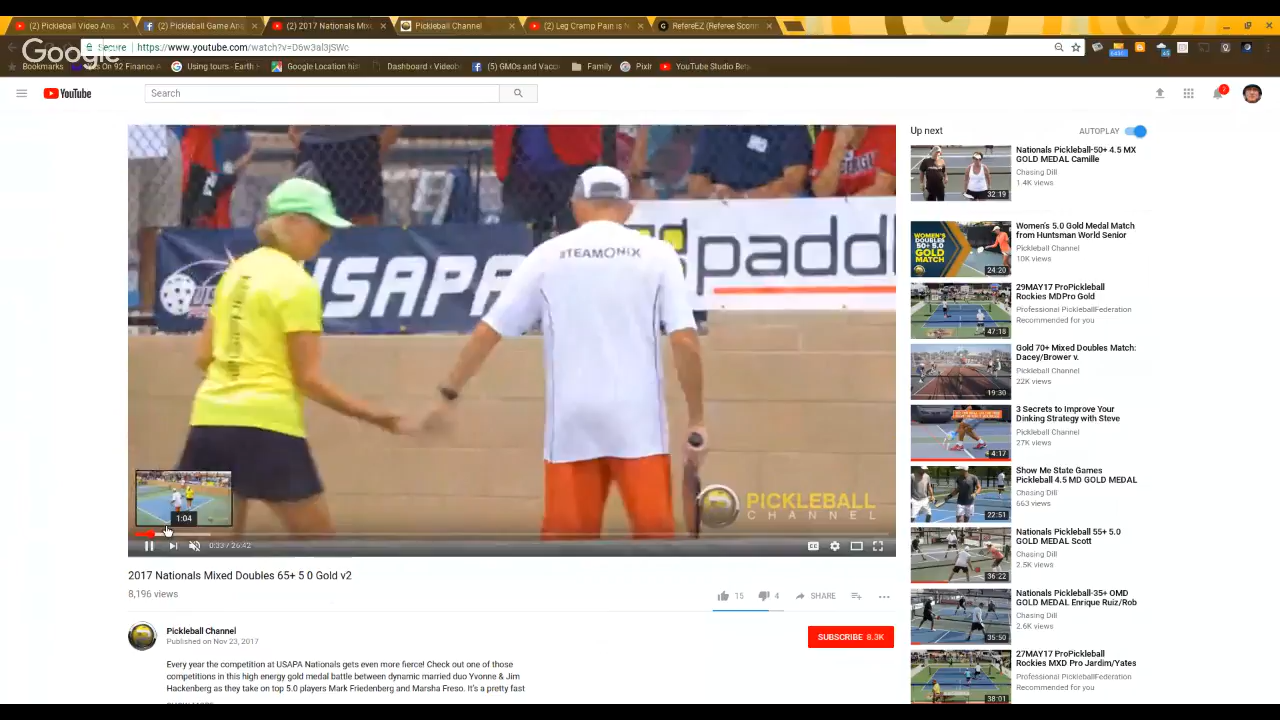 (2) Pickleball Video An
(2) Pickleball Game An
(2) 2017 Nationals Mix
Pickleball Channel
(2) Leg Cramp Pain is N
RefereEZ (Referee Scori
Google
Secure https://www.youtube.com/watch?v=D6w3al3jSWc
Bookmarks
On 92 Finance
Using tours - Earth
Google Location hist
Dashboard ‹ Videob
(5) GMOs and Vacc
Family
Pixlr
YouTube Studio Beta
YouTube
Search
7
USAPA
paddl
#TEAMONIX
PICKLEBALL
CHANNEL
1:04
0:33 / 26:42
CC
2017 Nationals Mixed Doubles 65+ 5 0 Gold v2
8,196 views
15
4
SHARE
Pickleball Channel
Published on Nov 23, 2017
SUBSCRIBE 8.3K
Every year the competition at USAPA Nationals gets even more fierce! Check out one of those
competitions in this high energy gold medal battle between dynamic married duo Yvonne & Jim
Hackenberg as they take on top 5.0 players Mark Friedenberg and Marsha Freso. It's a pretty fast
Up next
AUTOPLAY
Nationals Pickleball-50+ 4.5 MX
GOLD MEDAL Camille
Chasing Dill
1.4K views
32:19
Women's 5.0 Gold Medal Match
from Huntsman World Senior
Pickleball Channel
10K views
WOMEN'S
DOUBLES
50+ 5.0
GOLD
MATCH
24:20
29MAY17 ProPickleball
Rockies MDPro Gold
Professional PickleballFederation
Recommended for you
47:18
Gold 70+ Mixed Doubles Match:
Dacey/Brower v.
Pickleball Channel
22K views
19:30
3 Secrets to Improve Your
Dinking Strategy with Steve
Pickleball Channel
27K views
4:17
Show Me State Games
Pickleball 4.5 MD GOLD MEDAL
Chasing Dill
663 views
22:51
Nationals Pickleball 55+ 5.0
GOLD MEDAL Scott
Chasing Dill
2.5K views
36:22
Nationals Pickleball-35+ OMD
GOLD MEDAL Enrique Ruiz/Rob
Chasing Dill
2.6K views
35:50
27MAY17 ProPickleball
Rockies MXD Pro Jardim/Yates
Professional PickleballFederation
Recommended for you
38:01